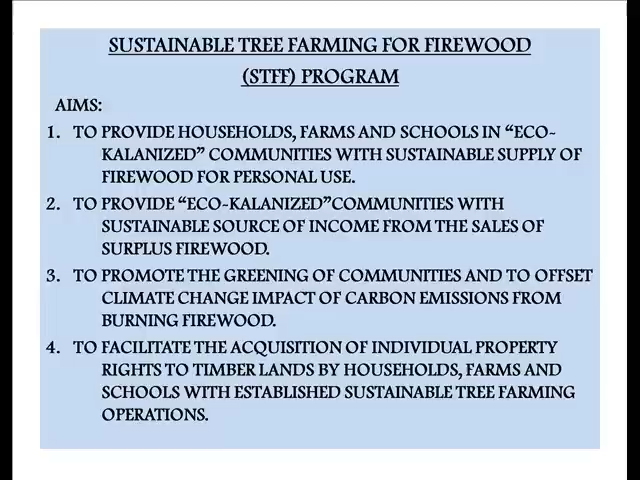 SUSTAINABLE TREE FARMING FOR FIREWOOD
(STFF) PROGRAM
AIMS:
1. TO PROVIDE HOUSEHOLDS, FARMS AND SCHOOLS IN “ECO-
KALANIZED” COMMUNITIES WITH SUSTAINABLE SUPPLY OF
FIREWOOD FOR PERSONAL USE.
2. TO PROVIDE “ECO-KALANIZED”COMMUNITIES WITH
SUSTAINABLE SOURCE OF INCOME FROM THE SALES OF
SURPLUS FIREWOOD.
3. TO PROMOTE THE GREENING OF COMMUNITIES AND TO OFFSET
CLIMATE CHANGE IMPACT OF CARBON EMISSIONS FROM
BURNING FIREWOOD.
4. TO FACILITATE THE ACQUISITION OF INDIVIDUAL PROPERTY
RIGHTS TO TIMBER LANDS BY HOUSEHOLDS, FARMS AND
SCHOOLS WITH ESTABLISHED SUSTAINABLE TREE FARMING
OPERATIONS.